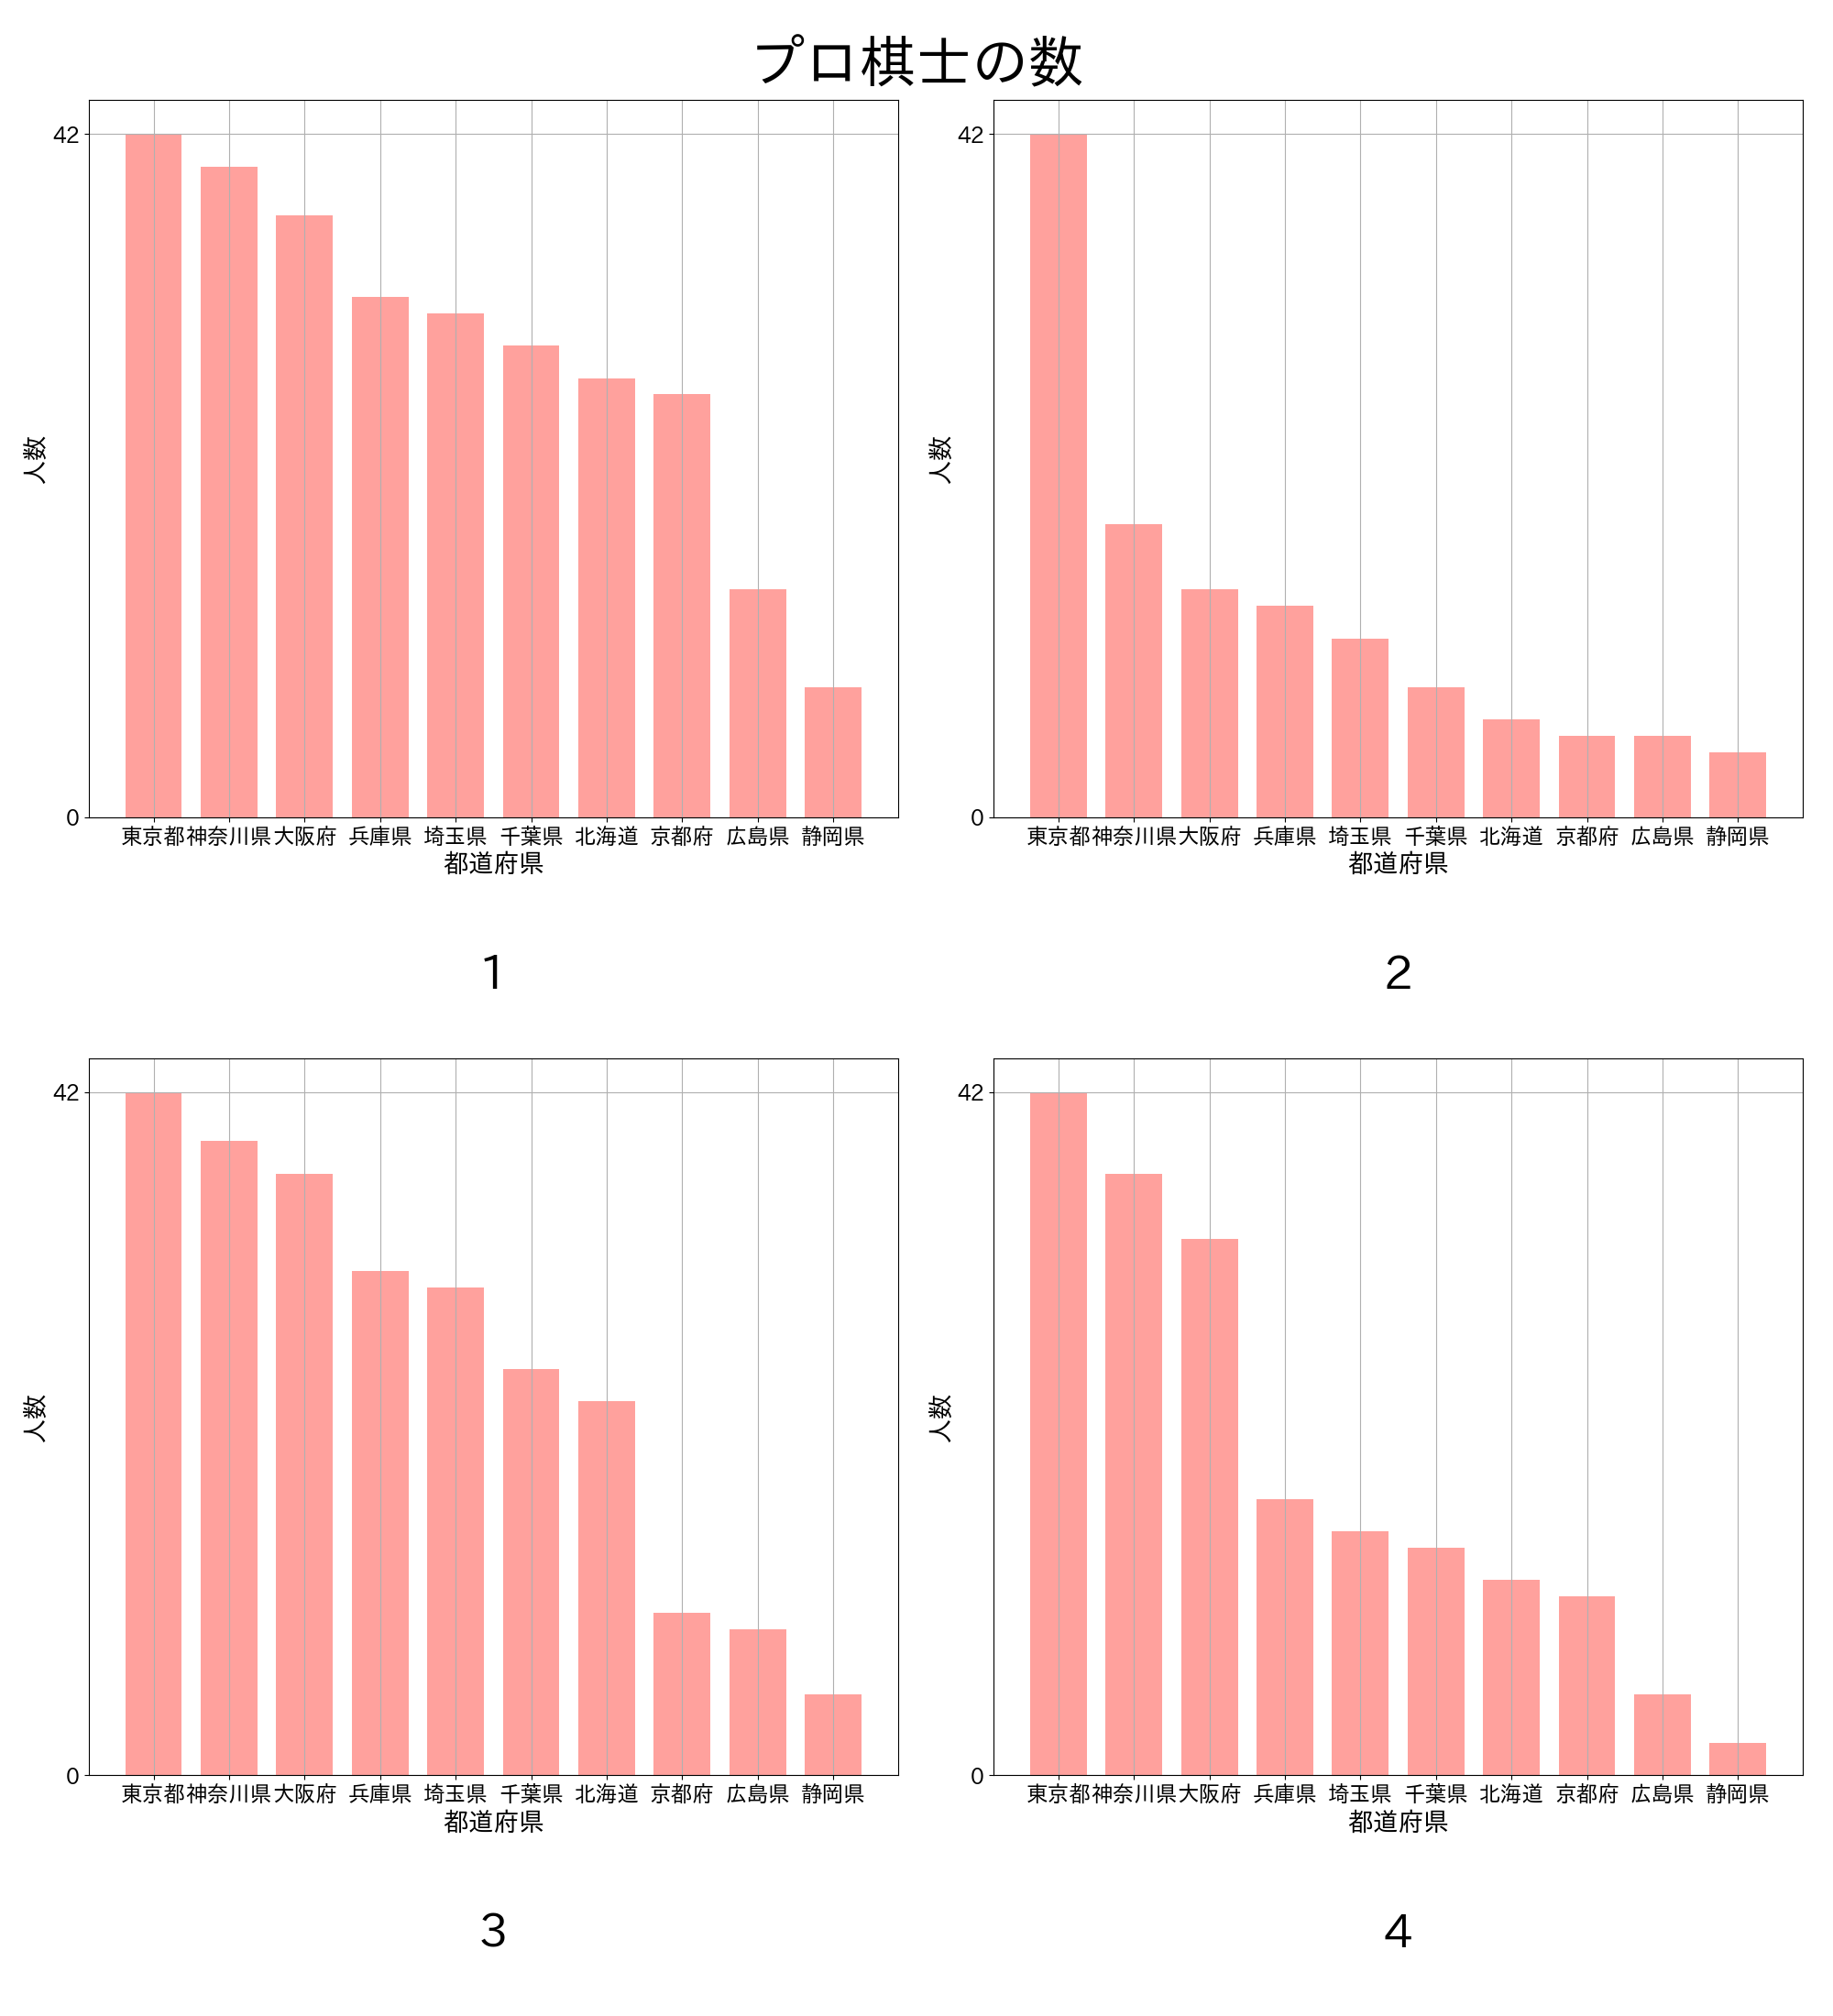 プロ棋士の数
42
0
人数
東京都 神奈川県 大阪府 兵庫県 埼玉県 千葉県 北海道 京都府 広島県 静岡県
都道府県
1
42
0
人数
東京都 神奈川県 大阪府 兵庫県 埼玉県 千葉県 北海道 京都府 広島県 静岡県
都道府県
2
42
0
人数
東京都 神奈川県 大阪府 兵庫県 埼玉県 千葉県 北海道 京都府 広島県 静岡県
都道府県
3
42
0
人数
東京都 神奈川県 大阪府 兵庫県 埼玉県 千葉県 北海道 京都府 広島県 静岡県
都道府県
4